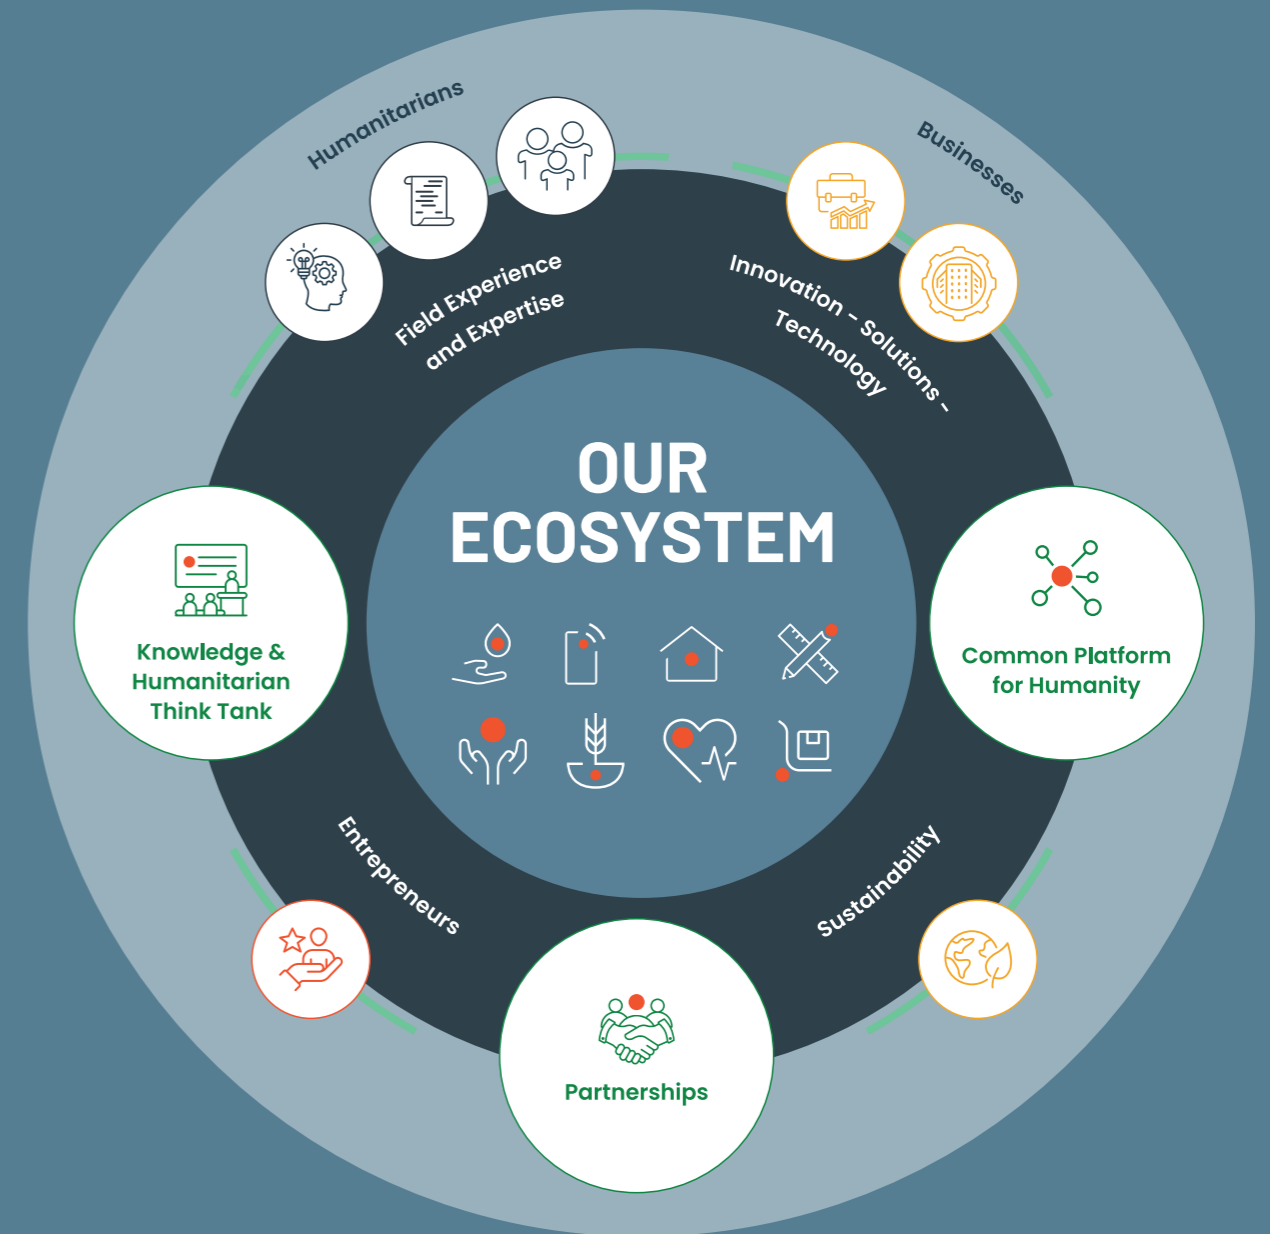 Humanitarians
Businesses
Field Experience
and Expertise
Innovation - Solutions -
Technology
OUR
ECOSYSTEM
Knowledge &
Humanitarian
Think Tank
Common Platform
for Humanity
Entrepreneurs
Sustainability
Partnerships